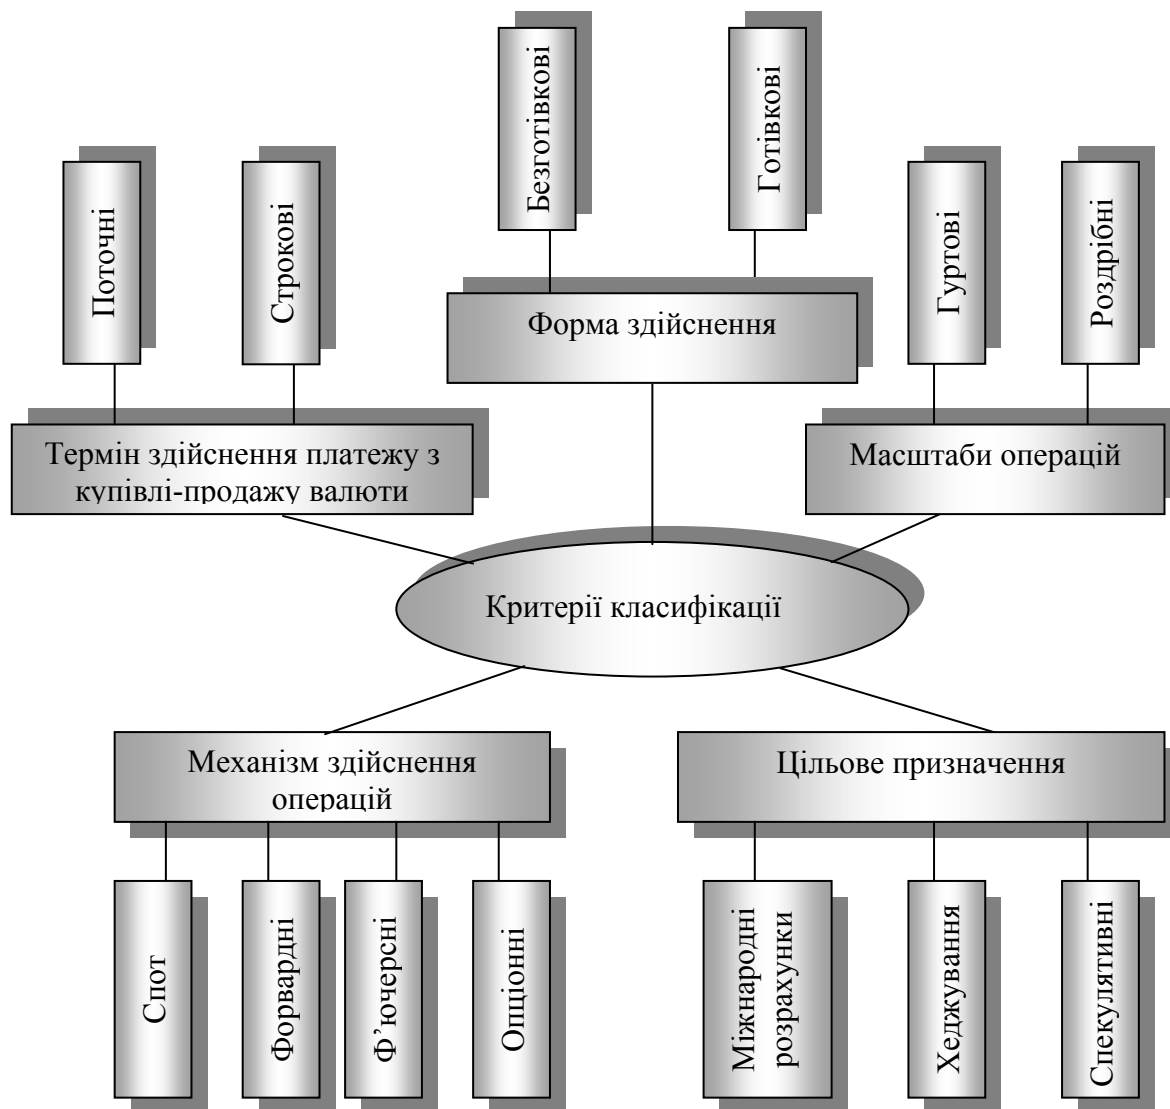 Безготівкові
Готівкові
Поточні
Строкові
Гуртові
Роздрібні
Форма здійснення
Термін здійснення платежу з
купівлі-продажу валюти
Масштаби операцій
Критерії класифікації
Механізм здійснення
операцій
Цільове призначення
Спот
Форвардні
Ф’ючерсні
Опціонні
Міжнародні
розрахунки
Хеджування
Спекулятивні